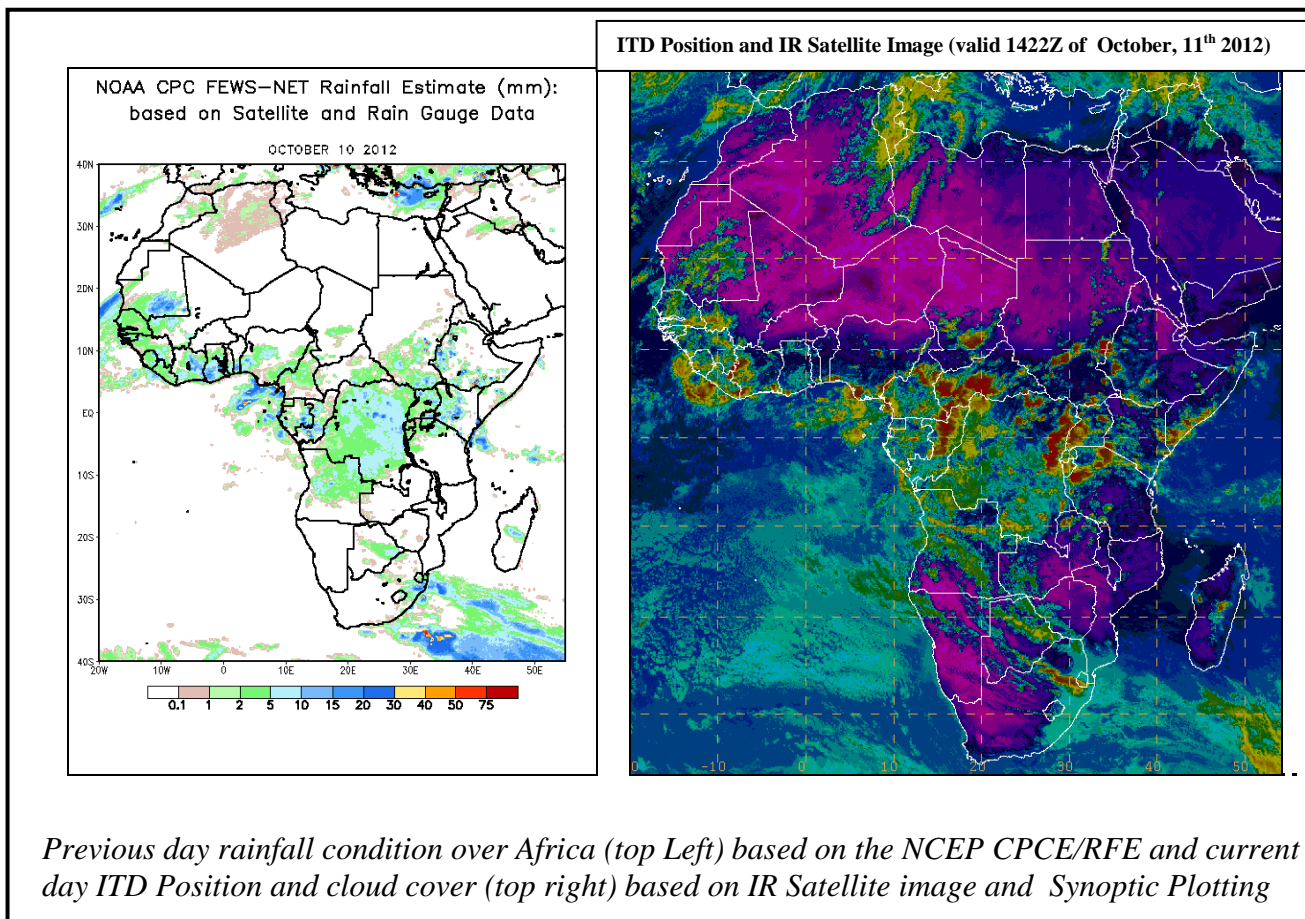 ITD Position and IR Satellite Image (valid 1422Z of October, 11th 2012)
NOAA CPC FEWS-NET Rainfall Estimate (mm):
based on Satellite and Rain Gauge Data
OCTOBER 10 2012
40N
30N
20N
10N
EQ
10S
20S
30S
40S
20W 10W 0 10E 20E 30E 40E 50E
0.1 1 2 5 10 15 20 30 40 50 75
-10 0 10 20 30 40 50
Previous day rainfall condition over Africa (top Left) based on the NCEP CPCE/RFE and current
day ITD Position and cloud cover (top right) based on IR Satellite image and Synoptic Plotting